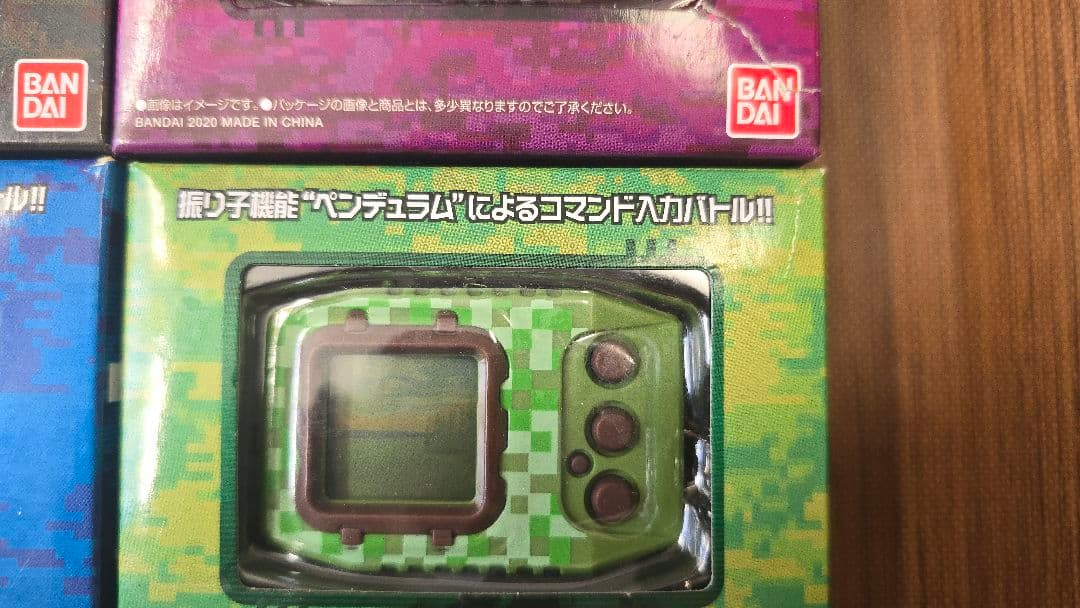 BAN
DAI
●画像はイメージです。●パッケージの画像と商品とは、多少異なりますのでご了承ください。
BANDAI 2020 MADE IN CHINA
BAN
DAI
トル!!
振り子機能“ペンデュラム”によるコマンド入力バトル!!